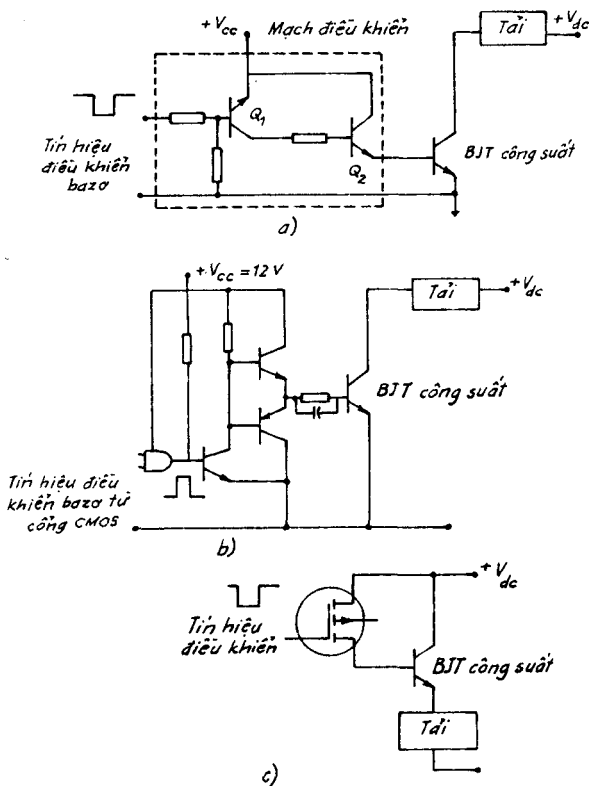 +Vcc
Mạch điều khiển
Tải
+Vdc
Q1
Q2
Tín hiệu
điều khiển
bazơ
BJT công suất
a)
+Vcc = 12 V
Tải
+Vdc
BJT công suất
Tín hiệu điều
khiển bazơ từ
cổng CMOS
b)
+Vdc
Tín hiệu
điều khiển
BJT công suất
Tải
c)